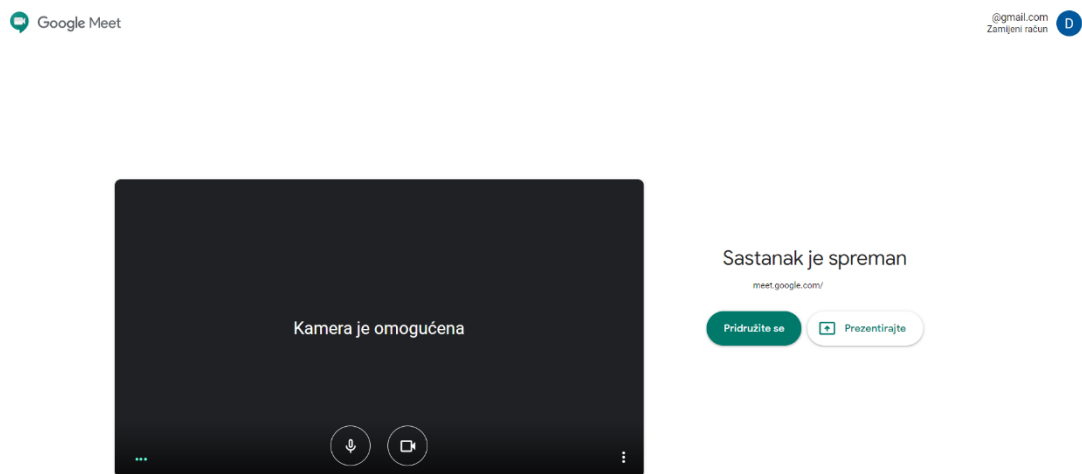 Google Meet
@gmail.com
Zamijeni račun
D
Kamera je omogućena
Sastanak je spreman
meet.google.com/
Pridružite se
Prezentirajte